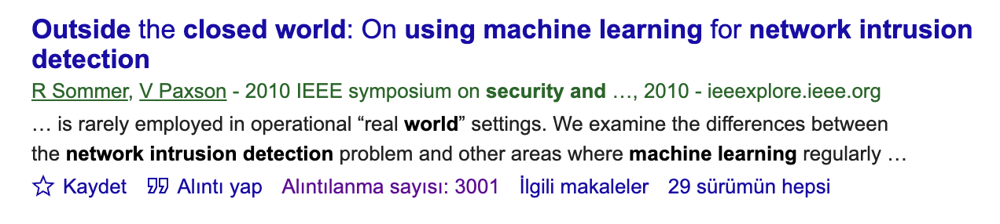 Outside the closed world: On using machine learning for network intrusion
detection
R Sommer, V Paxson - 2010 IEEE symposium on security and …, 2010 - ieeexplore.ieee.org
… is rarely employed in operational “real world” settings. We examine the differences between
the network intrusion detection problem and other areas where machine learning regularly …
Kaydet Alıntı yap Alıntılanma sayısı: 3001 İlgili makaleler 29 sürümün hepsi